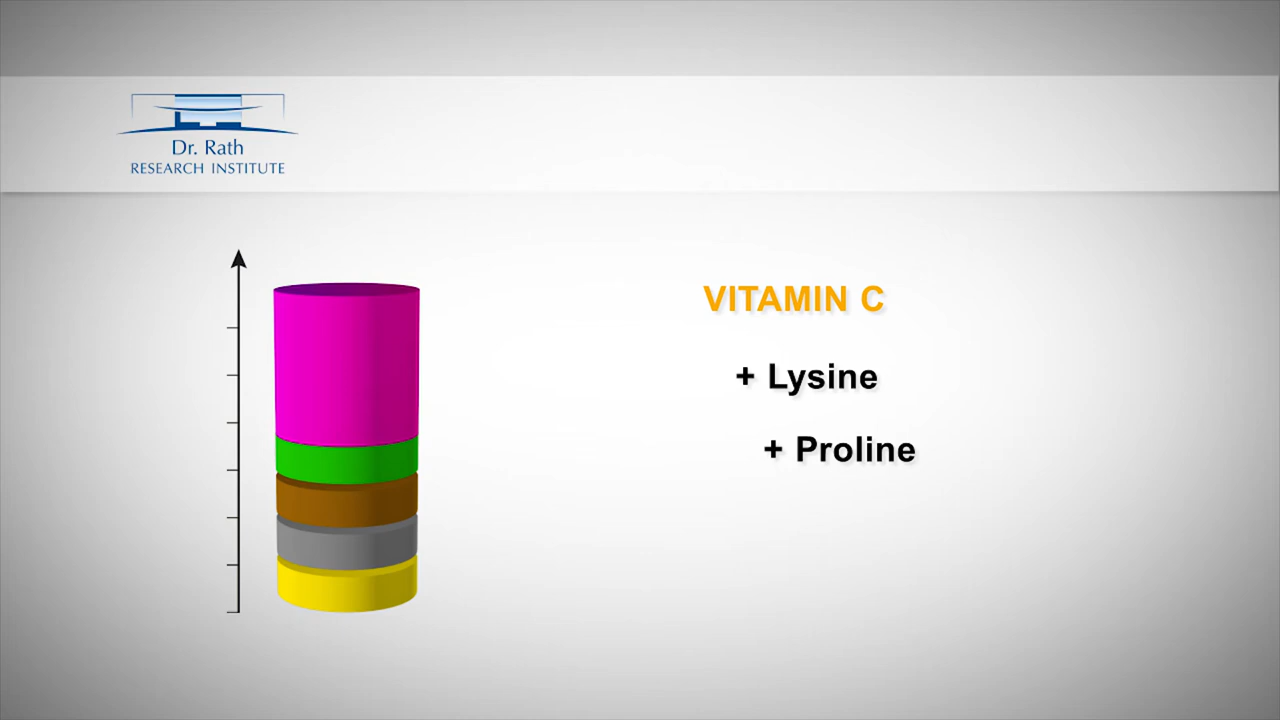 Dr. Rath
RESEARCH INSTITUTE
VITAMIN C
+ Lysine
+ Proline